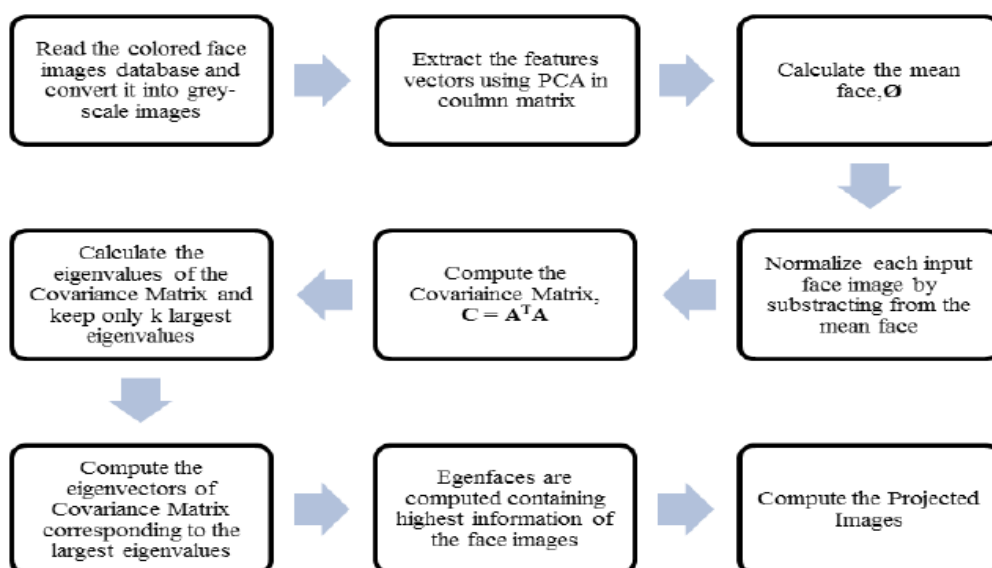 Read the colored face
images database and
convert it into grey-
scale images
Extract the features
vectors using PCA in
coulmn matrix
Calculate the mean
face,Ø
Normalize each input
face image by
substracting from the
mean face
Compute the
Covariaince Matrix,
C = AᵀA
Calculate the
eigenvalues of the
Covariance Matrix and
keep only k largest
eigenvalues
Compute the
eigenvectors of
Covariance Matrix
corresponding to the
largest eigenvalues
Egenfaces are
computed containing
highest information of
the face images
Compute the Projected
Images